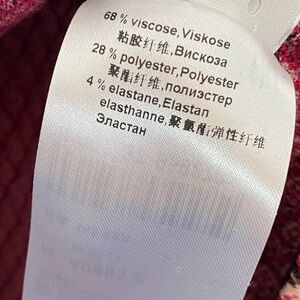 68 % viscose,Viskose
粘胶纤维,Вискоза
28 % polyester,Polyester
聚酯纤维,полиэстер
4 % elastane,Elastan
elasthanne,聚氨酯弹性纤维
Эластан